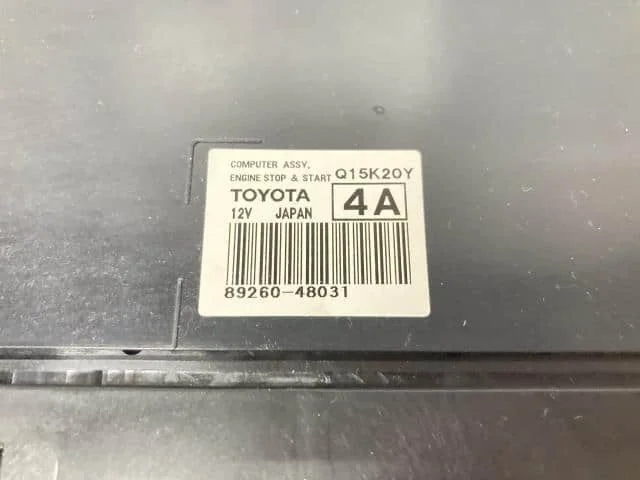 COMPUTER ASSY,
ENGINE STOP & START Q15K20Y
TOYOTA 4A
12V JAPAN
89260-48031